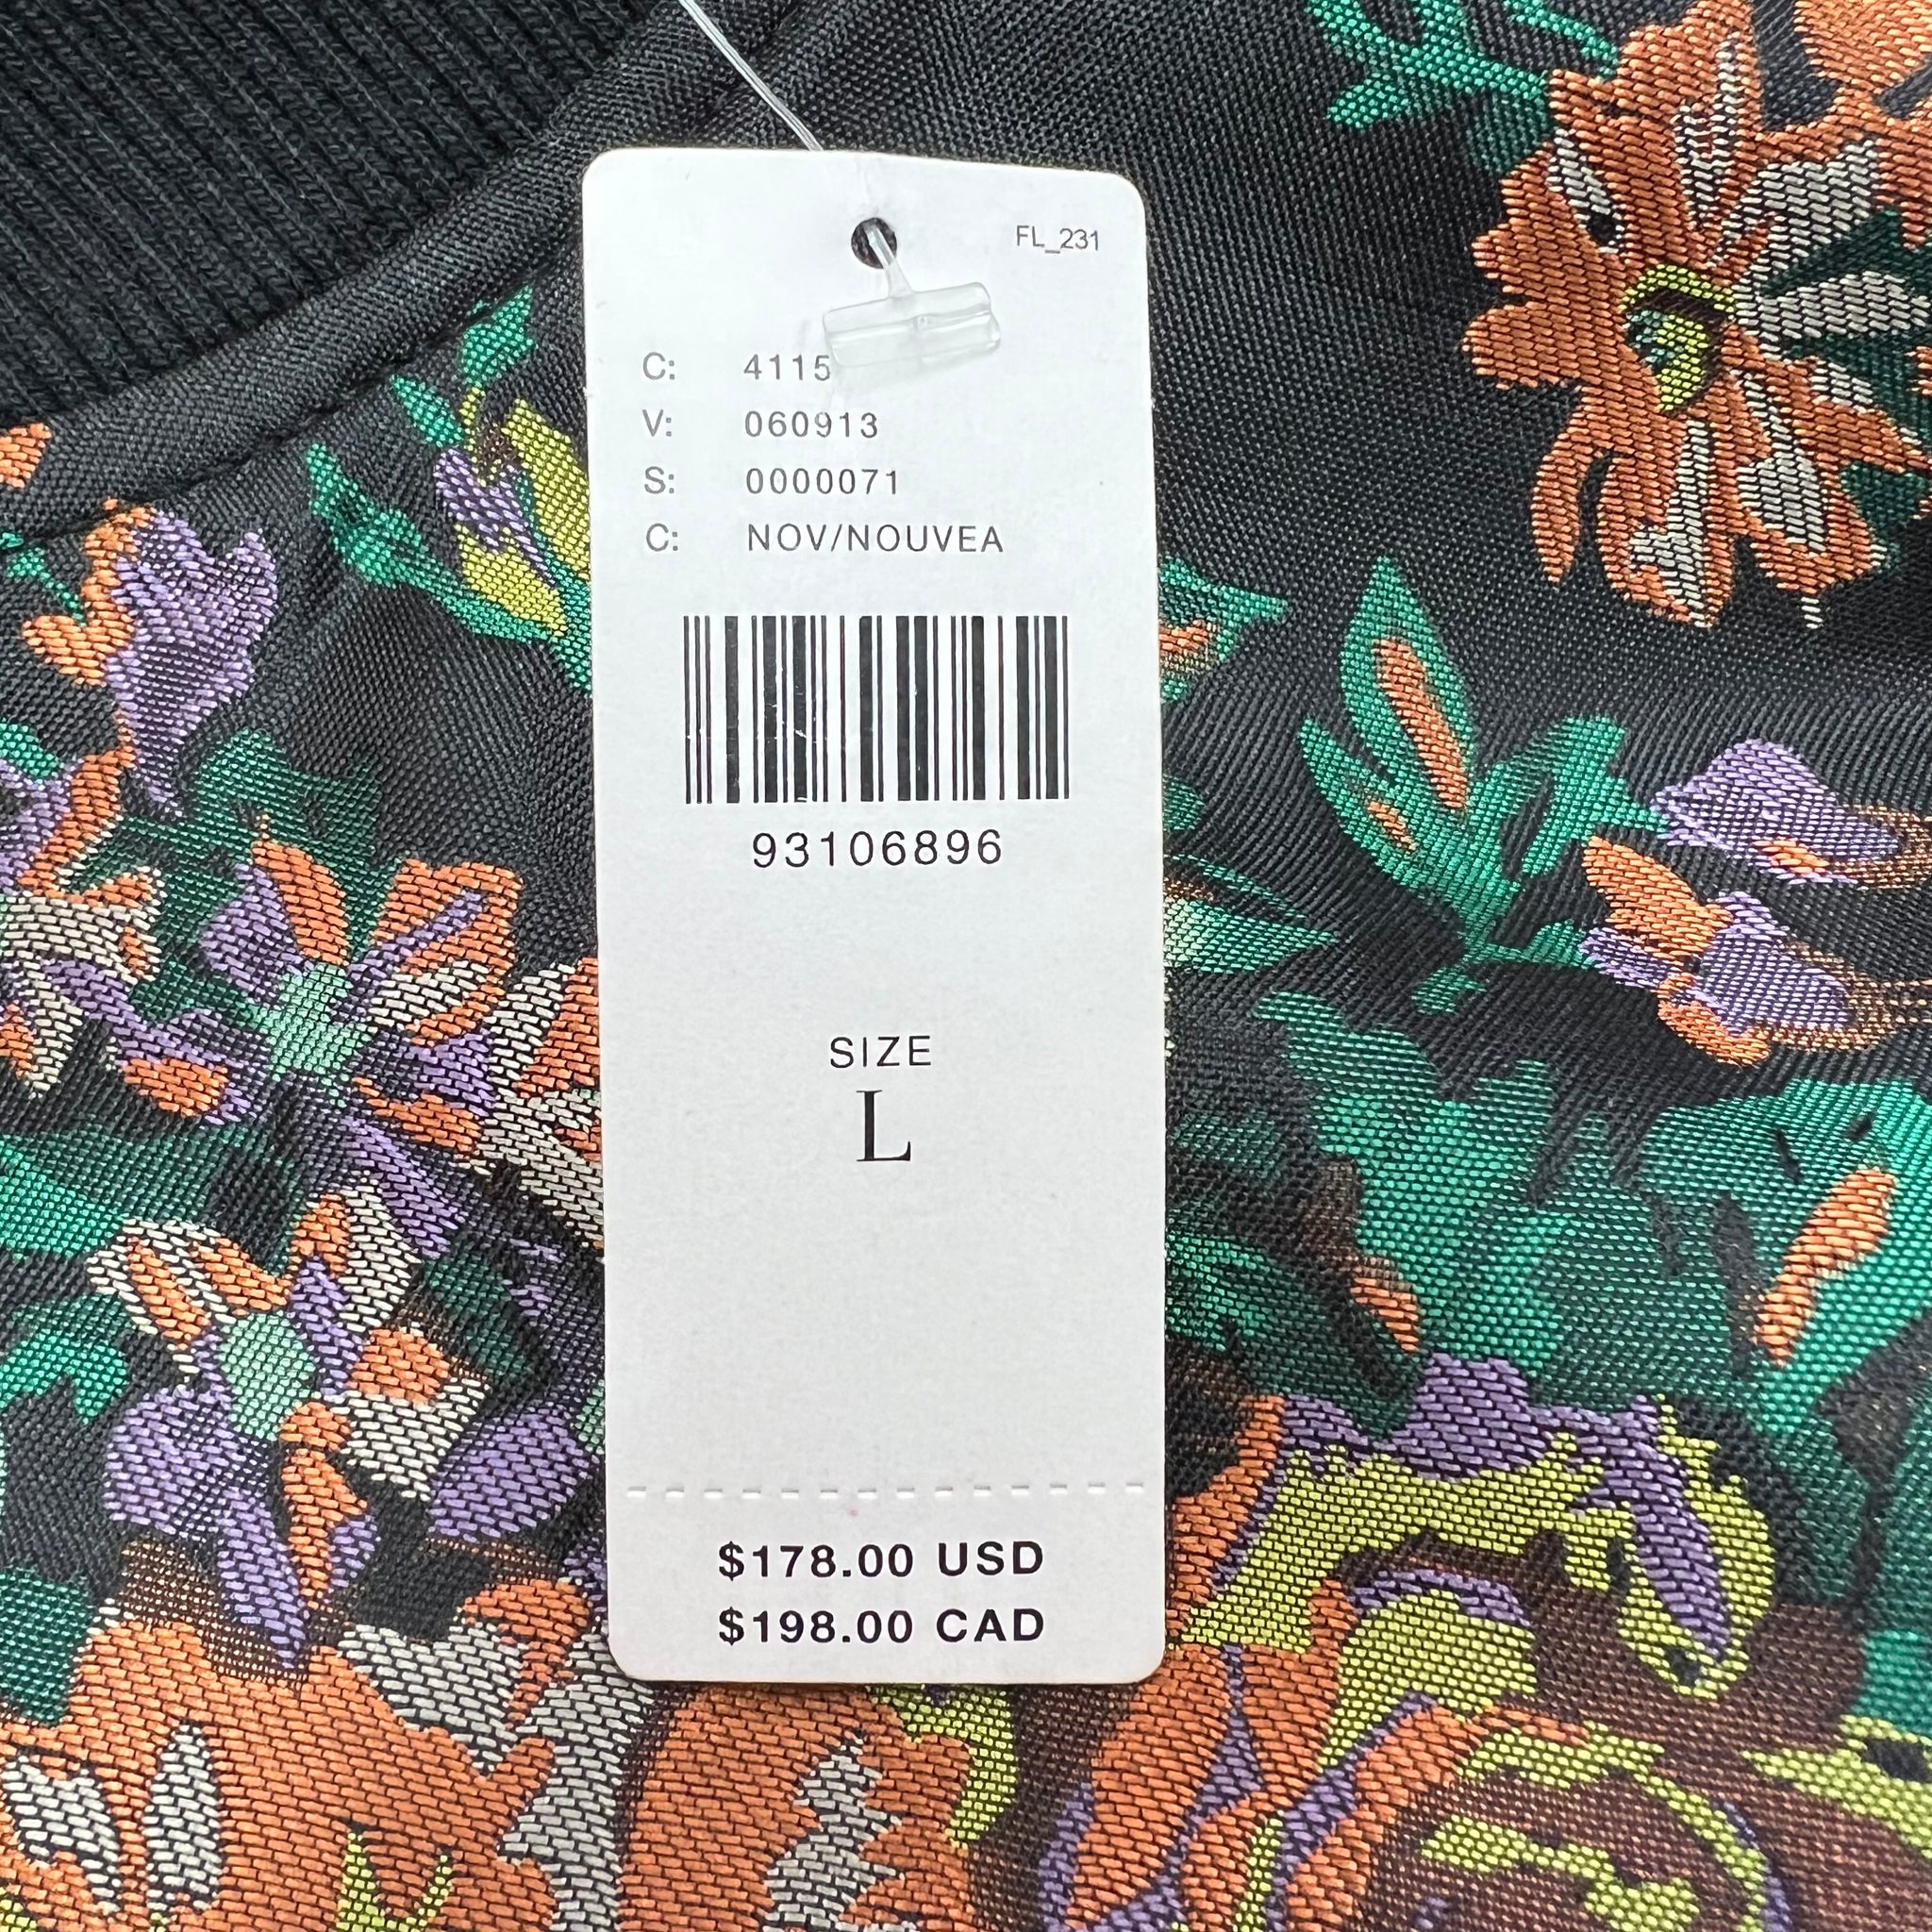 FL_231
C: 4115
V: 060913
S: 0000071
C: NOV/NOUVEA
93106896
SIZE
L
$178.00 USD
$198.00 CAD